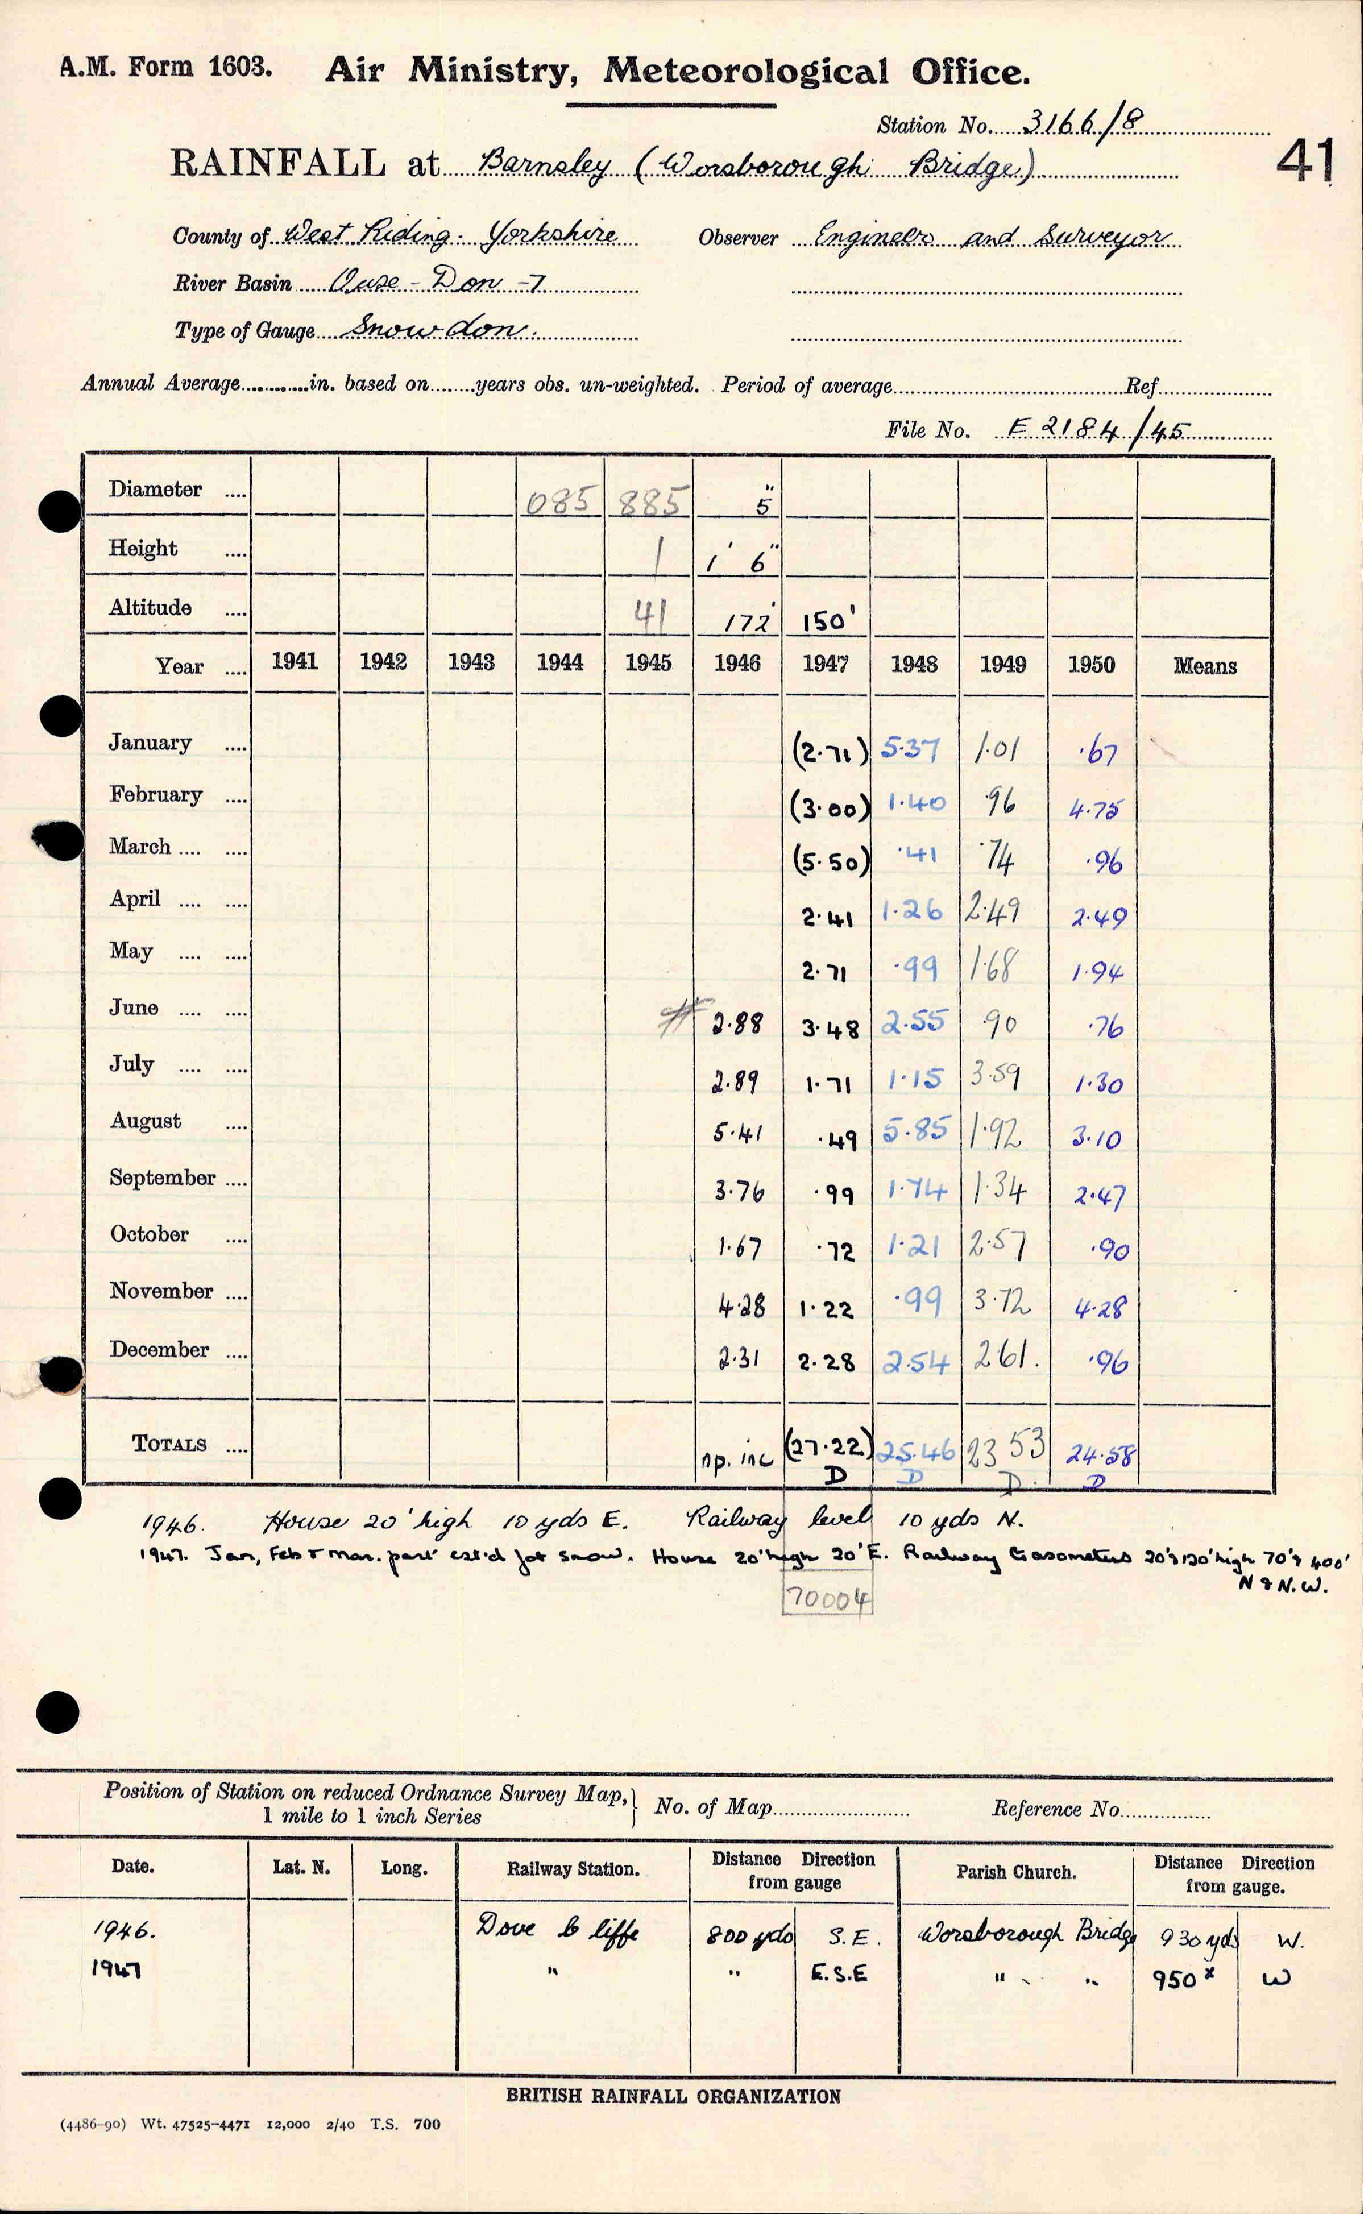 A.M. Form 1603. Air Ministry, Meteorological Office.
Station No. 3166/8
41
RAINFALL at Barnsley (Worsborough Bridge)
County of West Riding. Yorkshire Observer Engineer and Surveyor
River Basin Ouse - Don - 7
Type of Gauge Snowdon.
Annual Average............in. based on........years obs. un-weighted. Period of average........Ref........
File No. E 2184/45
Diameter .... 085 885 5"
Height .... 1 1' 6"
Altitude .... 41 172' 150'
Year .... 1941 1942 1943 1944 1945 1946 1947 1948 1949 1950 Means
January .... (2.71) 5.37 1.01 .67
February .... (3.00) 1.40 .96 4.75
March .... .... (5.50) .41 .74 .96
April .... .... 2.41 1.26 2.49 2.49
May .... .... 2.71 .99 1.68 1.94
June .... .... # 2.88 3.48 2.55 .90 .76
July .... .... 2.89 1.71 1.15 3.59 1.30
August .... 5.41 .49 5.85 1.92 3.10
September .... 3.76 .99 1.74 1.34 2.47
October .... 1.67 .72 1.21 2.57 .90
November .... 4.28 1.22 .99 3.72 4.28
December .... 2.31 2.28 2.54 2.61. .96
TOTALS .... np. inc (27.22) 25.46 23 53 24.58
D D D. D
1946. House 20' high 10 yds E. Railway level 10 yds N.
1947. Jan, Feb & Mar. part est'd for snow. House 20' high 20' E. Railway Gasometers 20' & 120' high 70' & 400'
N & N.W.
70004
Position of Station on reduced Ordnance Survey Map, } No. of Map........ Reference No........
1 mile to 1 inch Series
Date. Lat. N. Long. Railway Station. Distance Direction from gauge Parish Church. Distance Direction from gauge.
1946. Dove Cliffe 800 yds S.E. Worsborough Bridge 930 yds W.
1947 " " E.S.E " " 950 x W
BRITISH RAINFALL ORGANIZATION
(4486-90) Wt. 47525-4471 12,000 2/40 T.S. 700